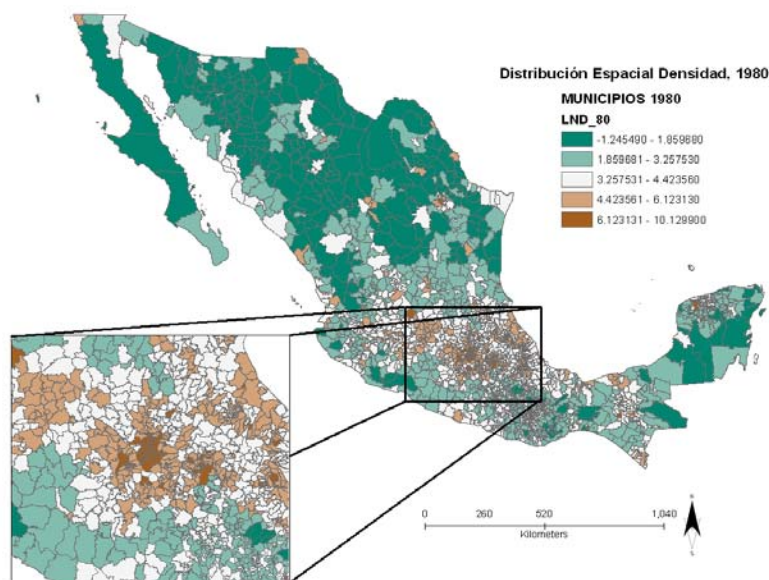 Distribución Espacial Densidad, 1980
MUNICIPIOS 1980
LND_80
-1.245490 - 1.859680
1.859681 - 3.257530
3.257531 - 4.423560
4.423561 - 6.123130
6.123131 - 10.129900
0 260 520 1,040
Kilometers
N
S